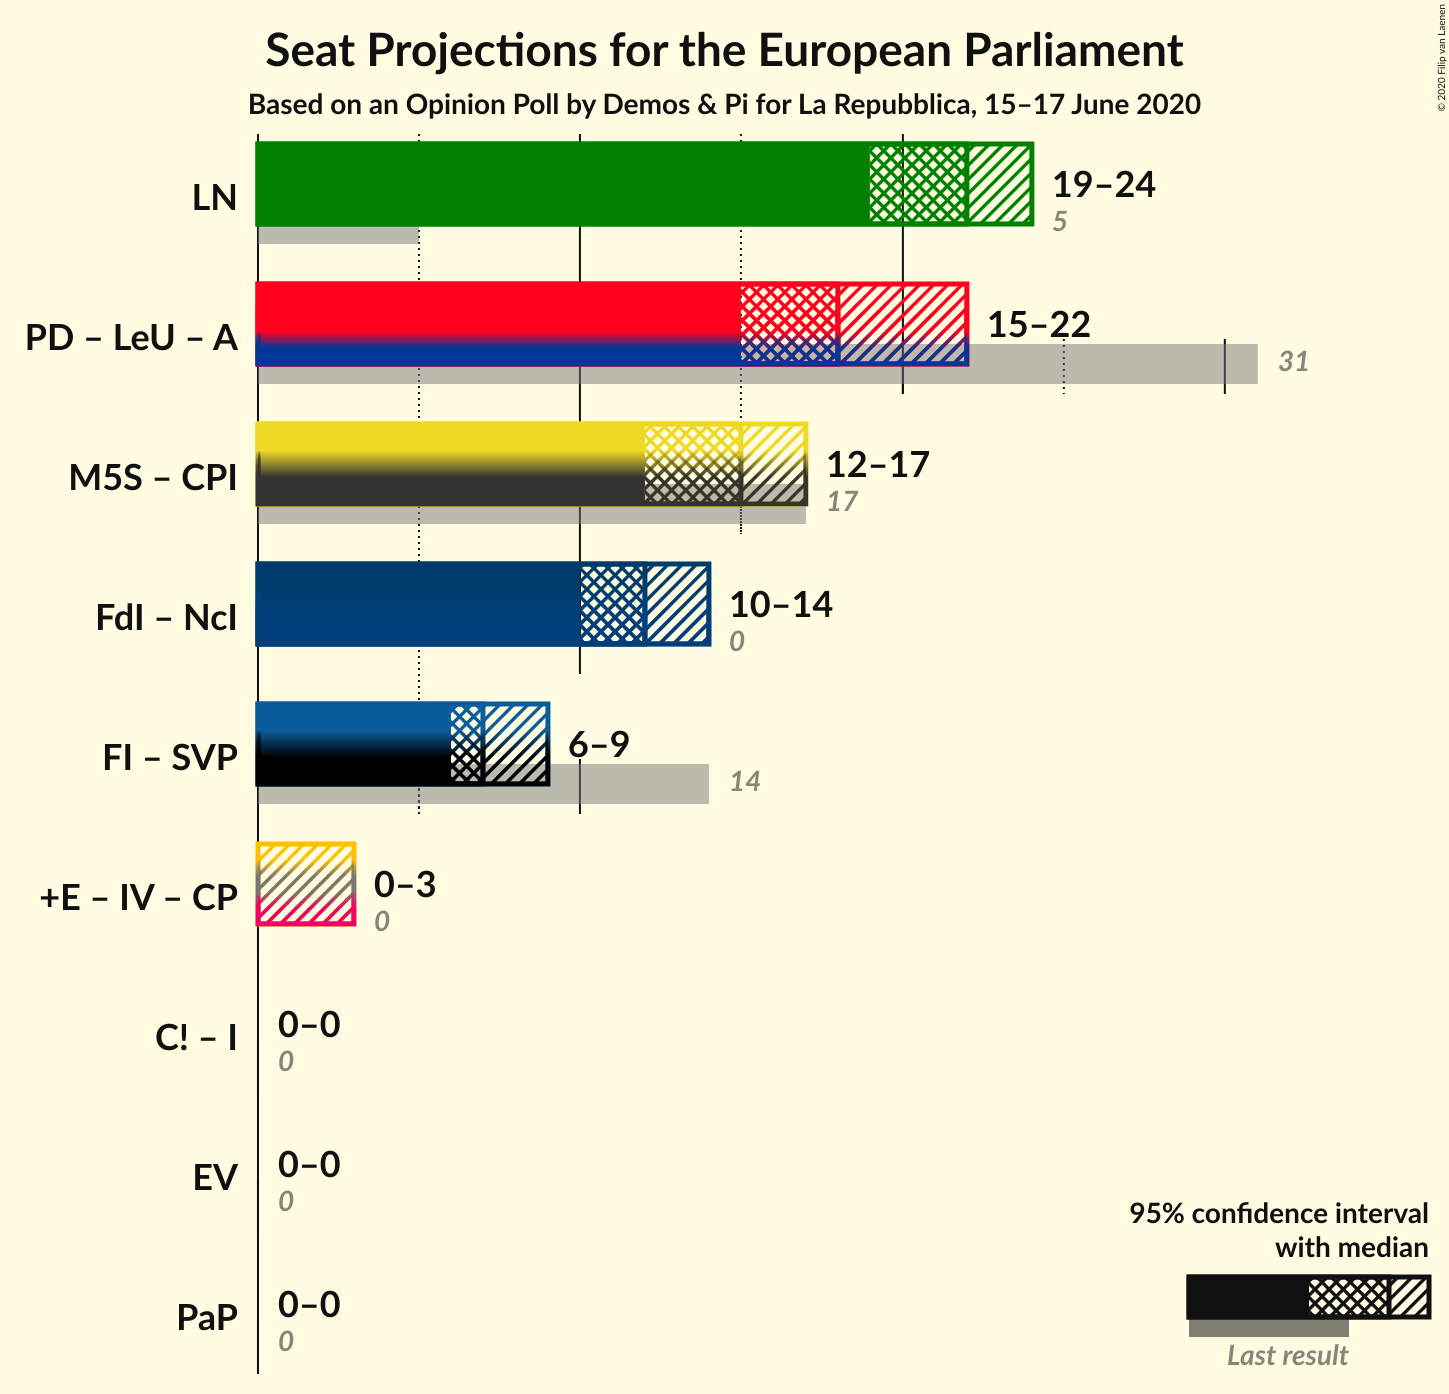 Seat Projections for the European Parliament
Based on an Opinion Poll by Demos & Pi for La Repubblica, 15–17 June 2020
© 2020 Filip van Laenen
LN
19–24
5
PD – LeU – A
15–22
31
M5S – CPI
12–17
17
FdI – NcI
10–14
0
FI – SVP
6–9
14
+E – IV – CP
0–3
0
C! – I
0–0
0
EV
0–0
0
PaP
0–0
0
95% confidence interval
with median
Last result